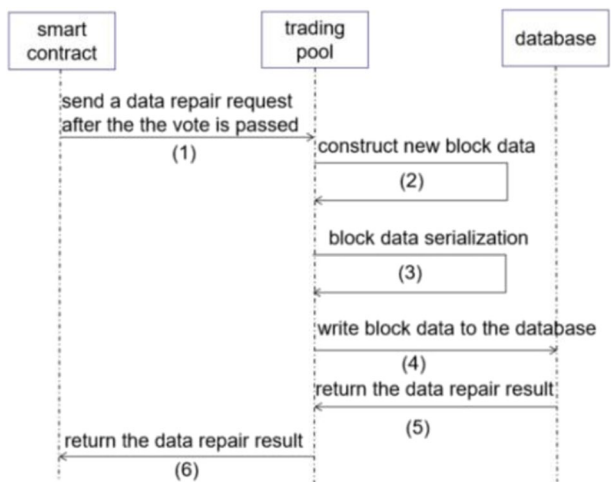 smart
contract
trading
pool
database
send a data repair request
after the the vote is passed
(1)
construct new block data
(2)
block data serialization
(3)
write block data to the database
(4)
return the data repair result
(5)
return the data repair result
(6)